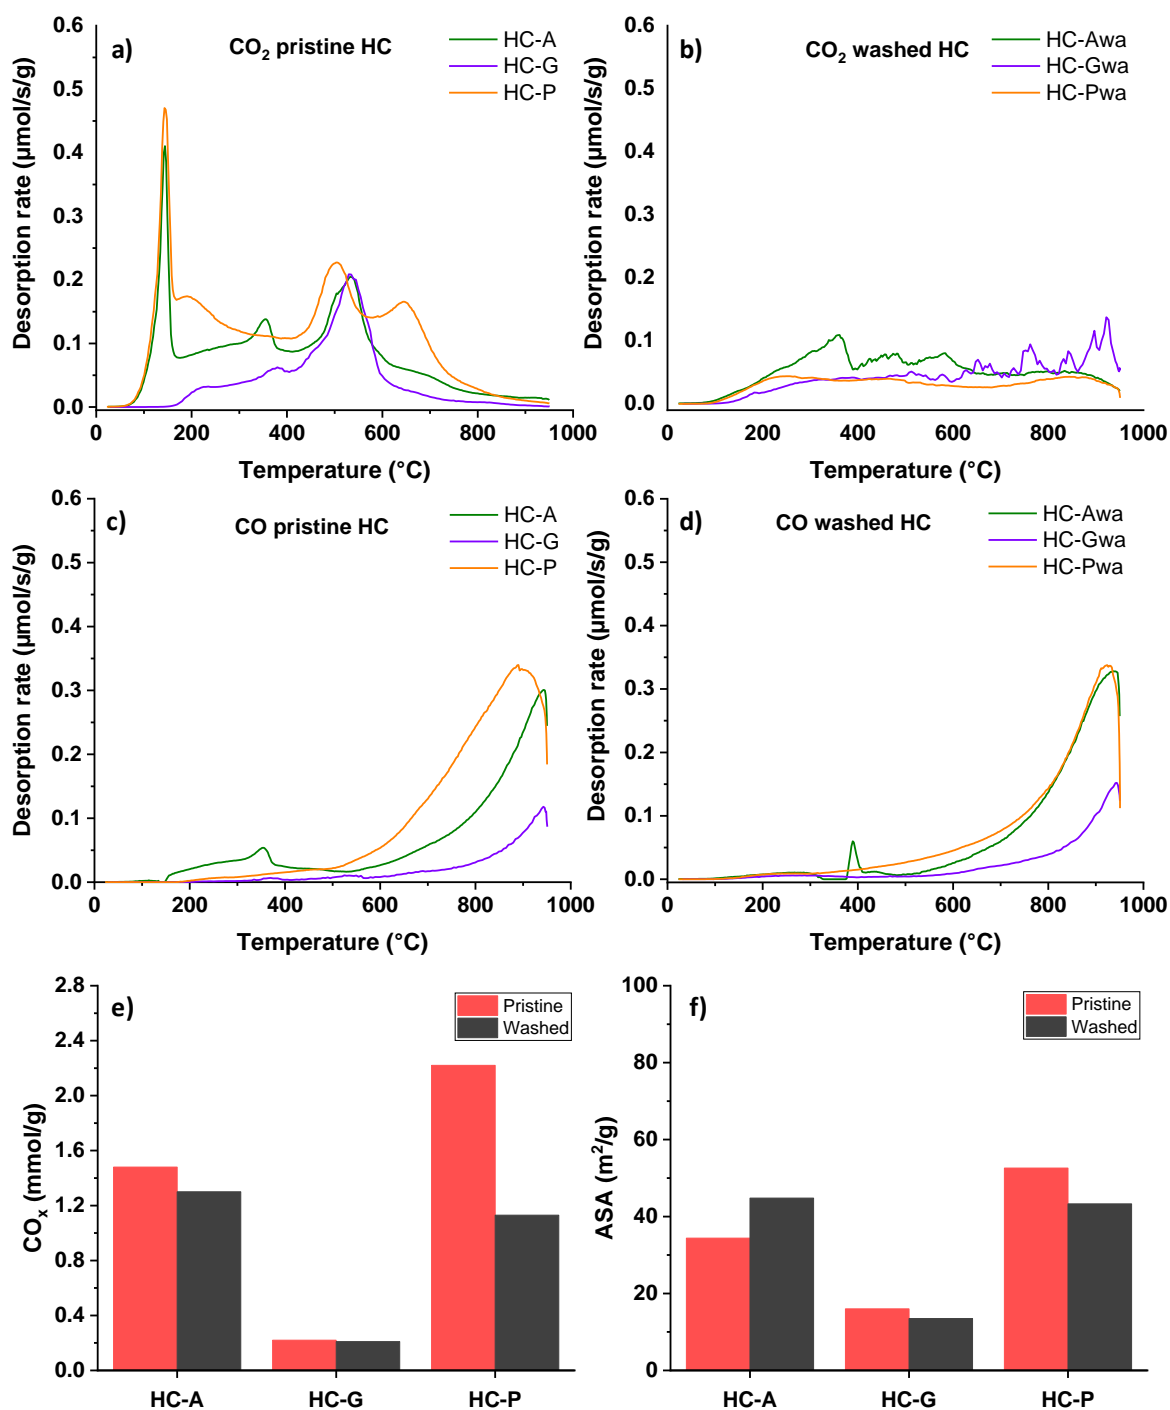 a)
CO₂ pristine HC
HC-A
HC-G
HC-P
0.6
0.5
0.4
0.3
0.2
0.1
0.0
Desorption rate (µmol/s/g)
0 200 400 600 800 1000
Temperature (°C)
b)
CO₂ washed HC
HC-Awa
HC-Gwa
HC-Pwa
0.6
0.5
0.4
0.3
0.2
0.1
0.0
Desorption rate (µmol/s/g)
0 200 400 600 800 1000
Temperature (°C)
c)
CO pristine HC
HC-A
HC-G
HC-P
0.6
0.5
0.4
0.3
0.2
0.1
0.0
Desorption rate (µmol/s/g)
0 200 400 600 800 1000
Temperature (°C)
d)
CO washed HC
HC-Awa
HC-Gwa
HC-Pwa
0.6
0.5
0.4
0.3
0.2
0.1
0.0
Desorption rate (µmol/s/g)
0 200 400 600 800 1000
Temperature (°C)
e)
Pristine
Washed
2.8
2.4
2.0
1.6
1.2
0.8
0.4
0.0
COₓ (mmol/g)
HC-A HC-G HC-P
f)
Pristine
Washed
100
80
60
40
20
0
ASA (m²/g)
HC-A HC-G HC-P